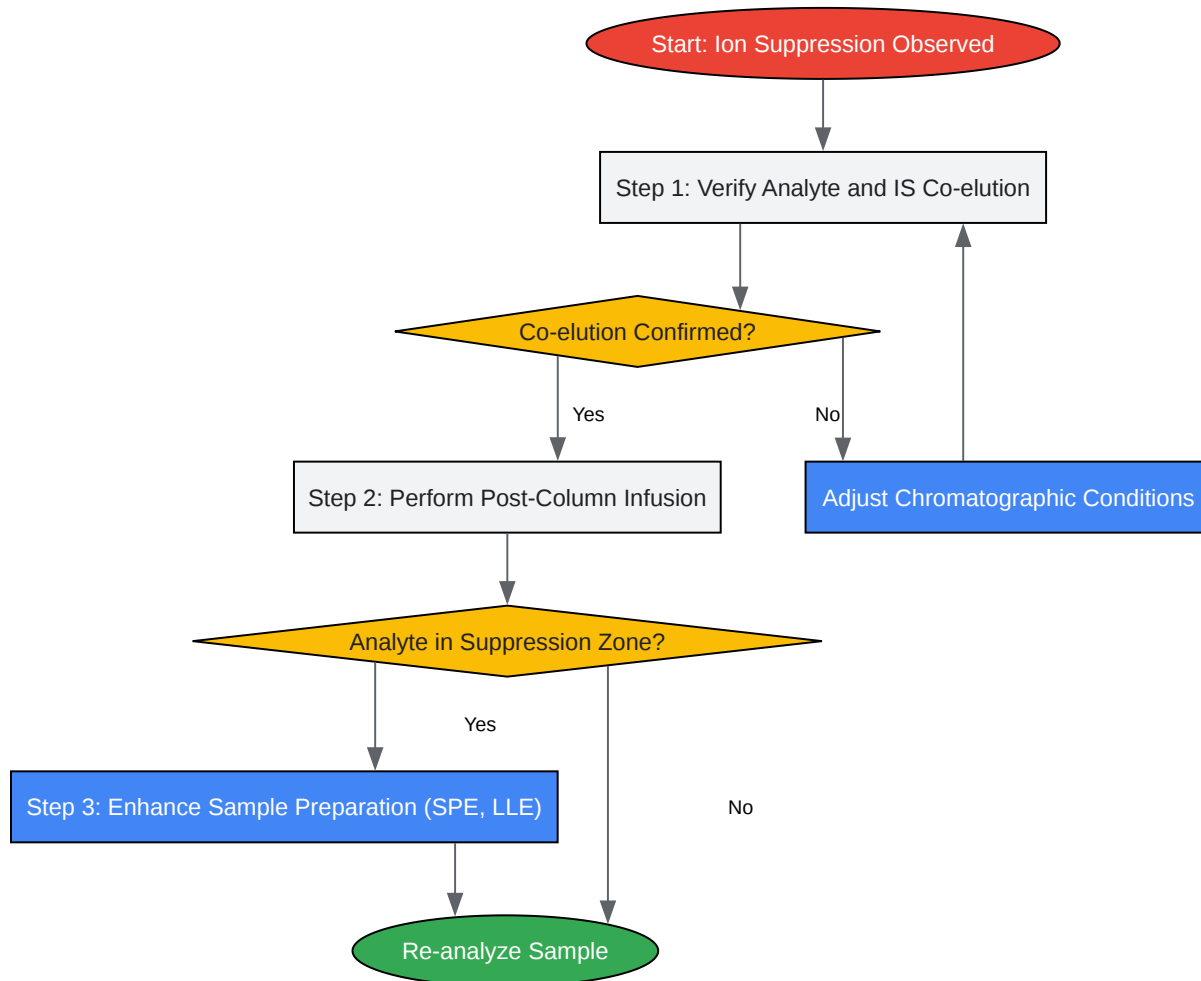 Start: Ion Suppression Observed
Step 1: Verify Analyte and IS Co-elution
Co-elution Confirmed?
Yes
No
Step 2: Perform Post-Column Infusion
Adjust Chromatographic Conditions
Analyte in Suppression Zone?
Yes
Step 3: Enhance Sample Preparation (SPE, LLE)
No
Re-analyze Sample